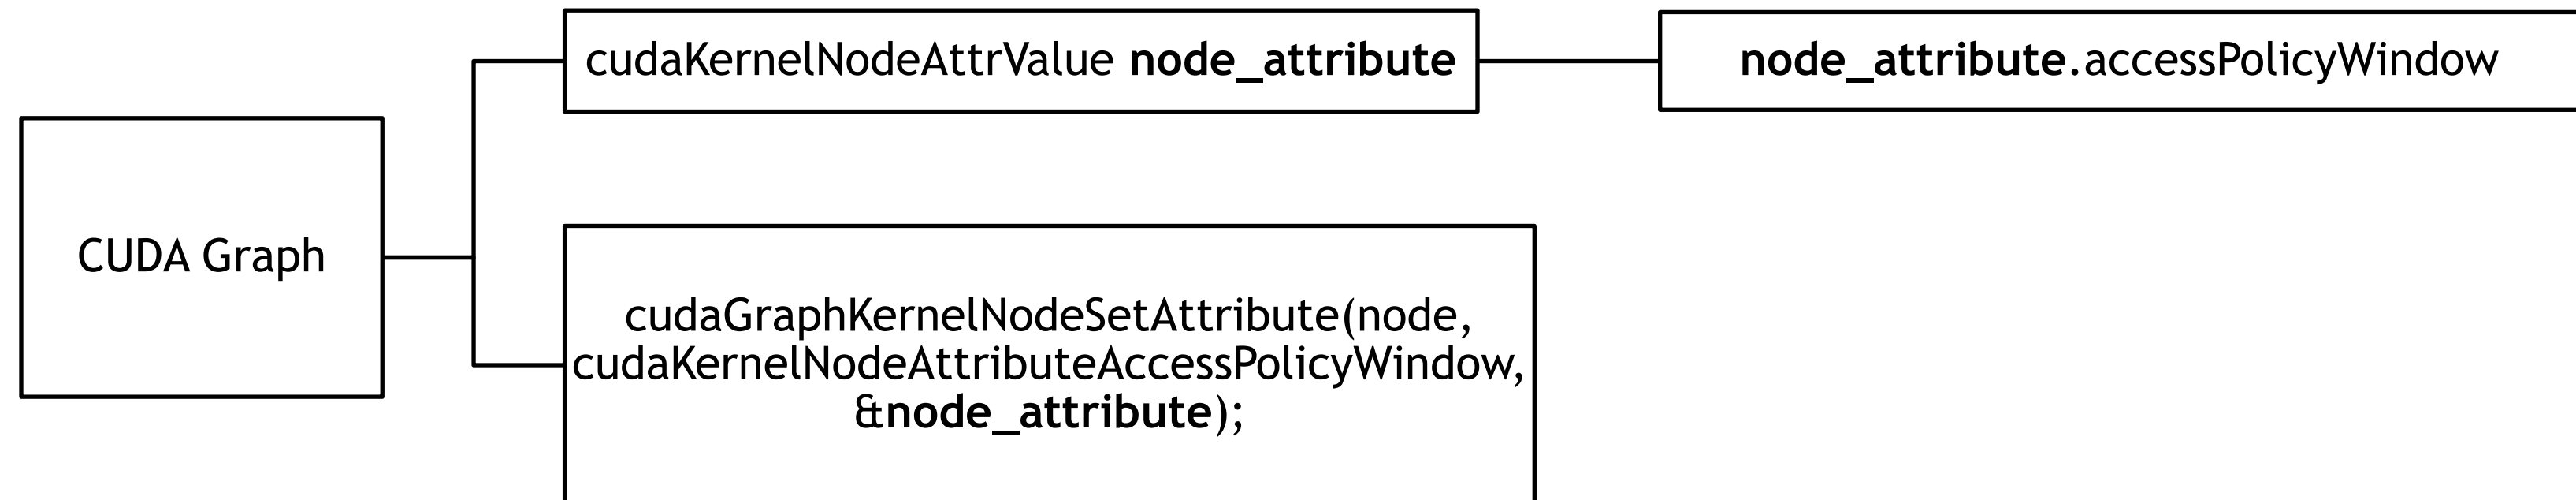 cudaKernelNodeAttrValue node_attribute
node_attribute.accessPolicyWindow
CUDA Graph
cudaGraphKernelNodeSetAttribute(node,
cudaKernelNodeAttributeAccessPolicyWindow,
&node_attribute);